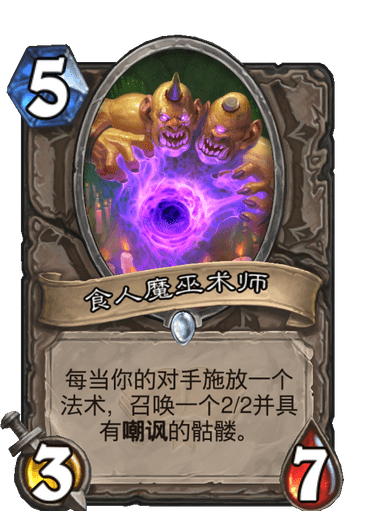 5
食人魔巫术师
每当你的对手施放一个
法术，召唤一个2/2并具
有嘲讽的骷髅。
3
7